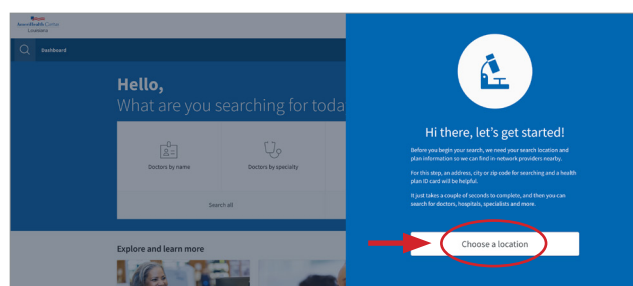 AmeriHealth Caritas
Louisiana
Dashboard
Hello,
What are you searching for toda
Doctors by name
Doctors by specialty
Search all
Explore and learn more
Hi there, let's get started!
Before you begin your search, we need your search location and
plan information so we can find in-network providers nearby.
For this step, an address, city or zip code for searching and a health
plan ID card will be helpful.
It just takes a couple of seconds to complete, and then you can
search for doctors, hospitals, specialists and more.
Choose a location